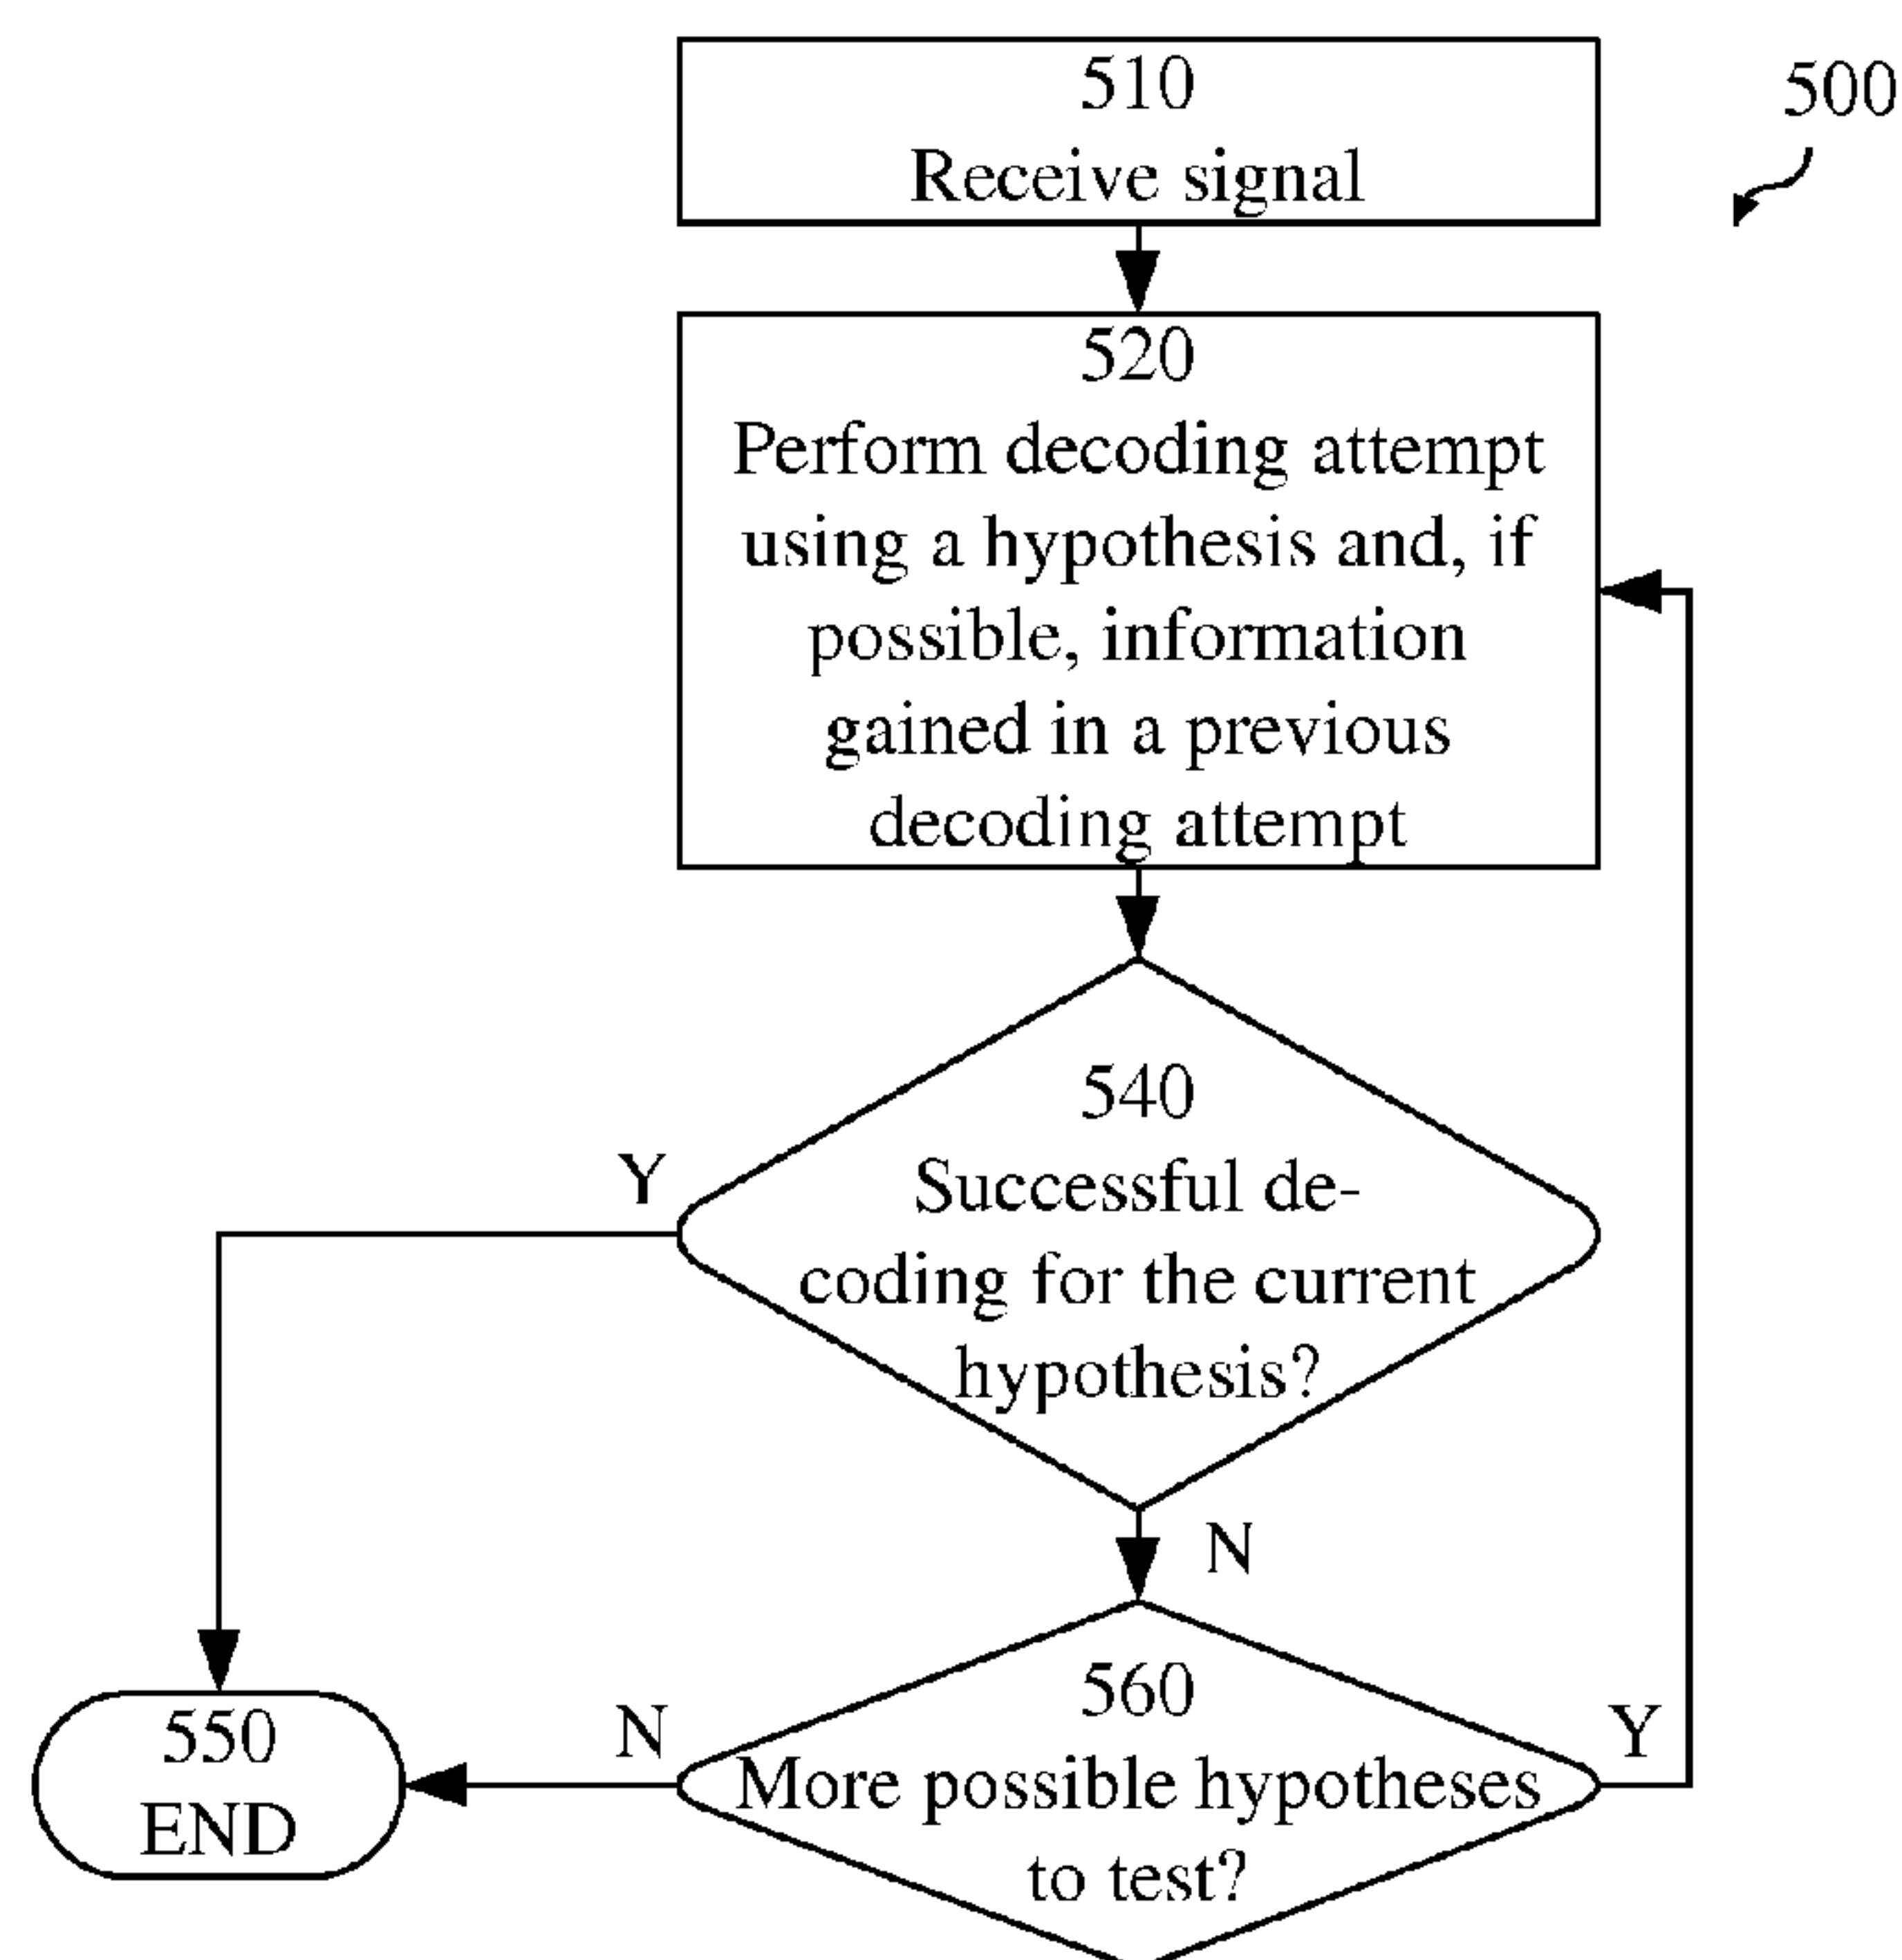 510
Receive signal
500
520
Perform decoding attempt
using a hypothesis and, if
possible, information
gained in a previous
decoding attempt
540
Successful de-
coding for the current
hypothesis?
Y
N
560
More possible hypotheses
to test?
N
Y
550
END